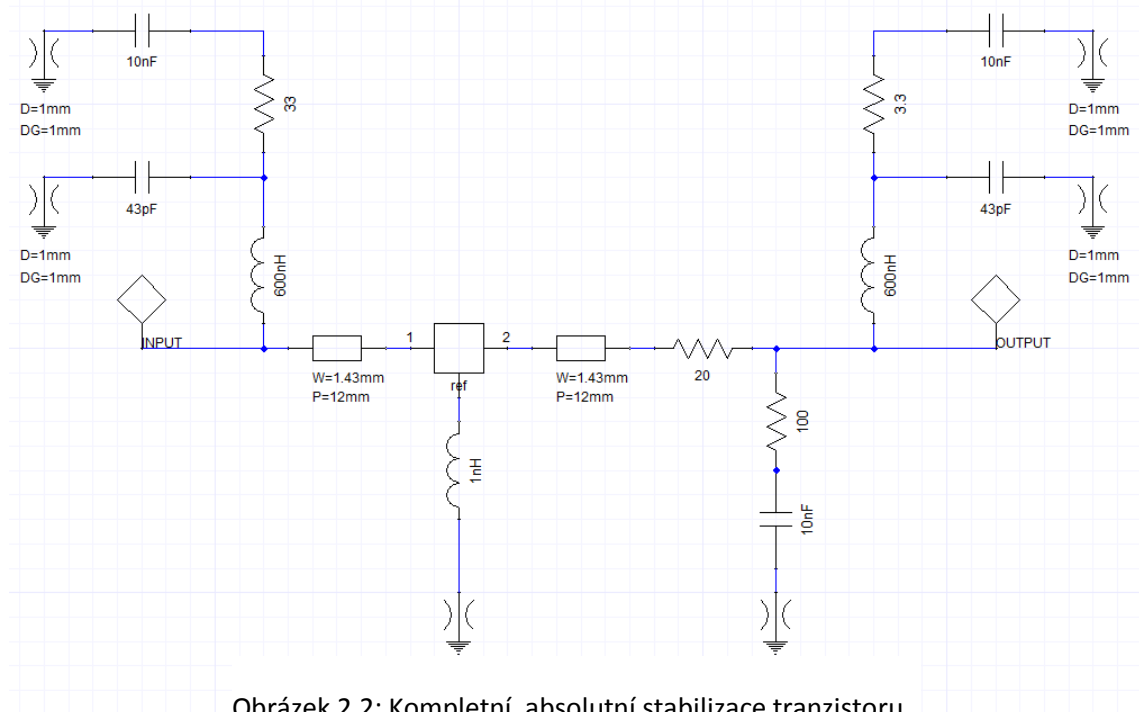 10nF
10nF
33
3.3
D=1mm
DG=1mm
D=1mm
DG=1mm
43pF
43pF
D=1mm
DG=1mm
D=1mm
DG=1mm
600nH
600nH
INPUT
1
2
OUTPUT
W=1.43mm
P=12mm
ref
W=1.43mm
P=12mm
20
100
1nH
10nF
Obrázek 2.2: Kompletní, absolutní stabilizace tranzistoru